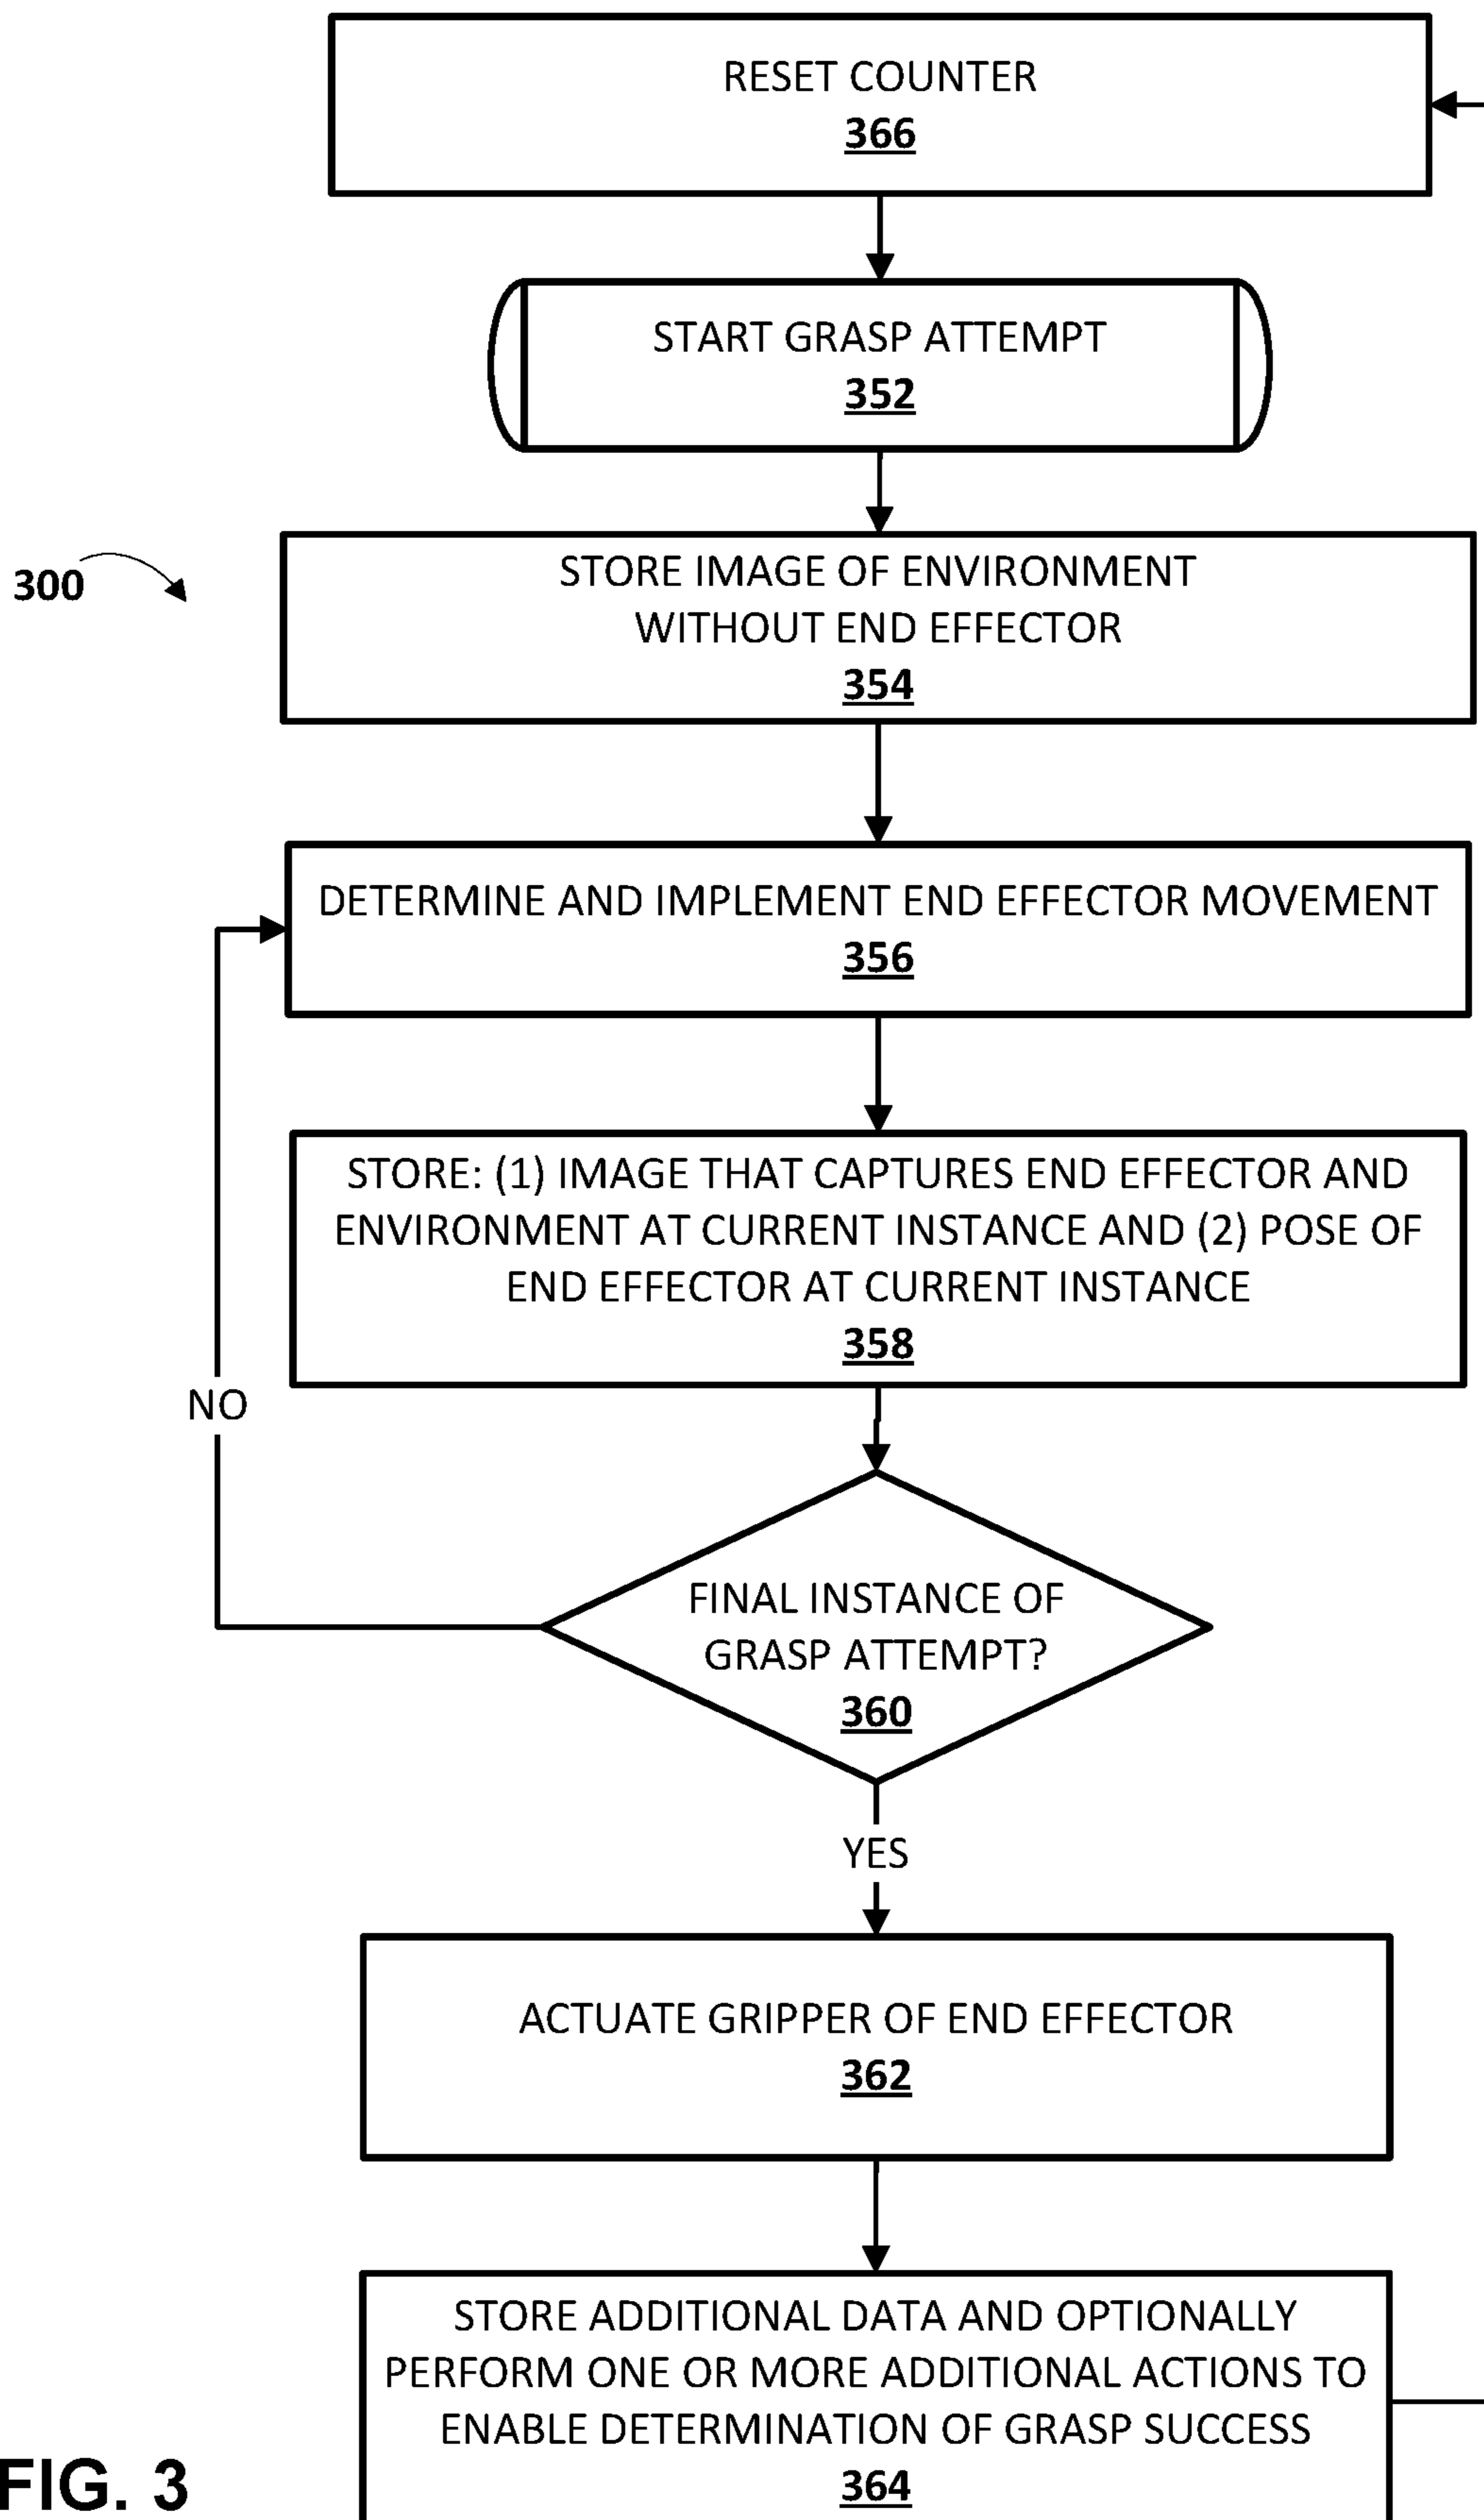 RESET COUNTER
366
START GRASP ATTEMPT
352
300
STORE IMAGE OF ENVIRONMENT
WITHOUT END EFFECTOR
354
DETERMINE AND IMPLEMENT END EFFECTOR MOVEMENT
356
STORE: (1) IMAGE THAT CAPTURES END EFFECTOR AND
ENVIRONMENT AT CURRENT INSTANCE AND (2) POSE OF
END EFFECTOR AT CURRENT INSTANCE
358
NO
FINAL INSTANCE OF
GRASP ATTEMPT?
360
YES
ACTUATE GRIPPER OF END EFFECTOR
362
STORE ADDITIONAL DATA AND OPTIONALLY
PERFORM ONE OR MORE ADDITIONAL ACTIONS TO
ENABLE DETERMINATION OF GRASP SUCCESS
364
FIG. 3